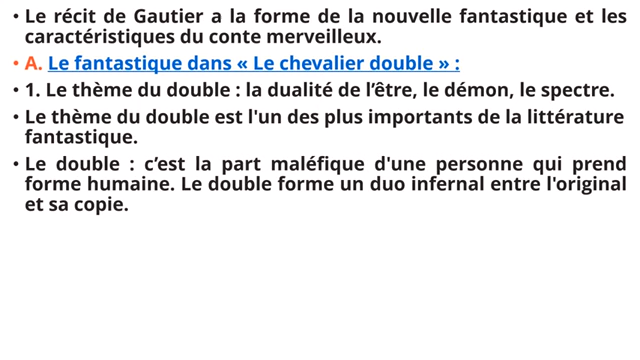 • Le récit de Gautier a la forme de la nouvelle fantastique et les
caractéristiques du conte merveilleux.
• A. Le fantastique dans « Le chevalier double » :
• 1. Le thème du double : la dualité de l’être, le démon, le spectre.
• Le thème du double est l'un des plus importants de la littérature
fantastique.
• Le double : c’est la part maléfique d'une personne qui prend
forme humaine. Le double forme un duo infernal entre l'original
et sa copie.